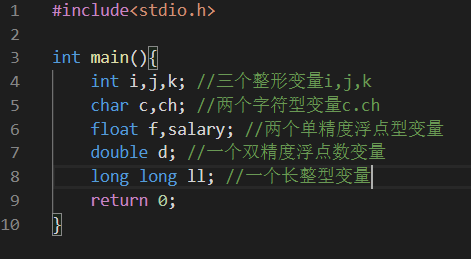 1 #include<stdio.h>
2
3 int main(){
4     int i,j,k; //三个整形变量i,j,k
5     char c,ch; //两个字符型变量c.ch
6     float f,salary; //两个单精度浮点型变量
7     double d; //一个双精度浮点数变量
8     long long ll; //一个长整型变量
9     return 0;
10 }